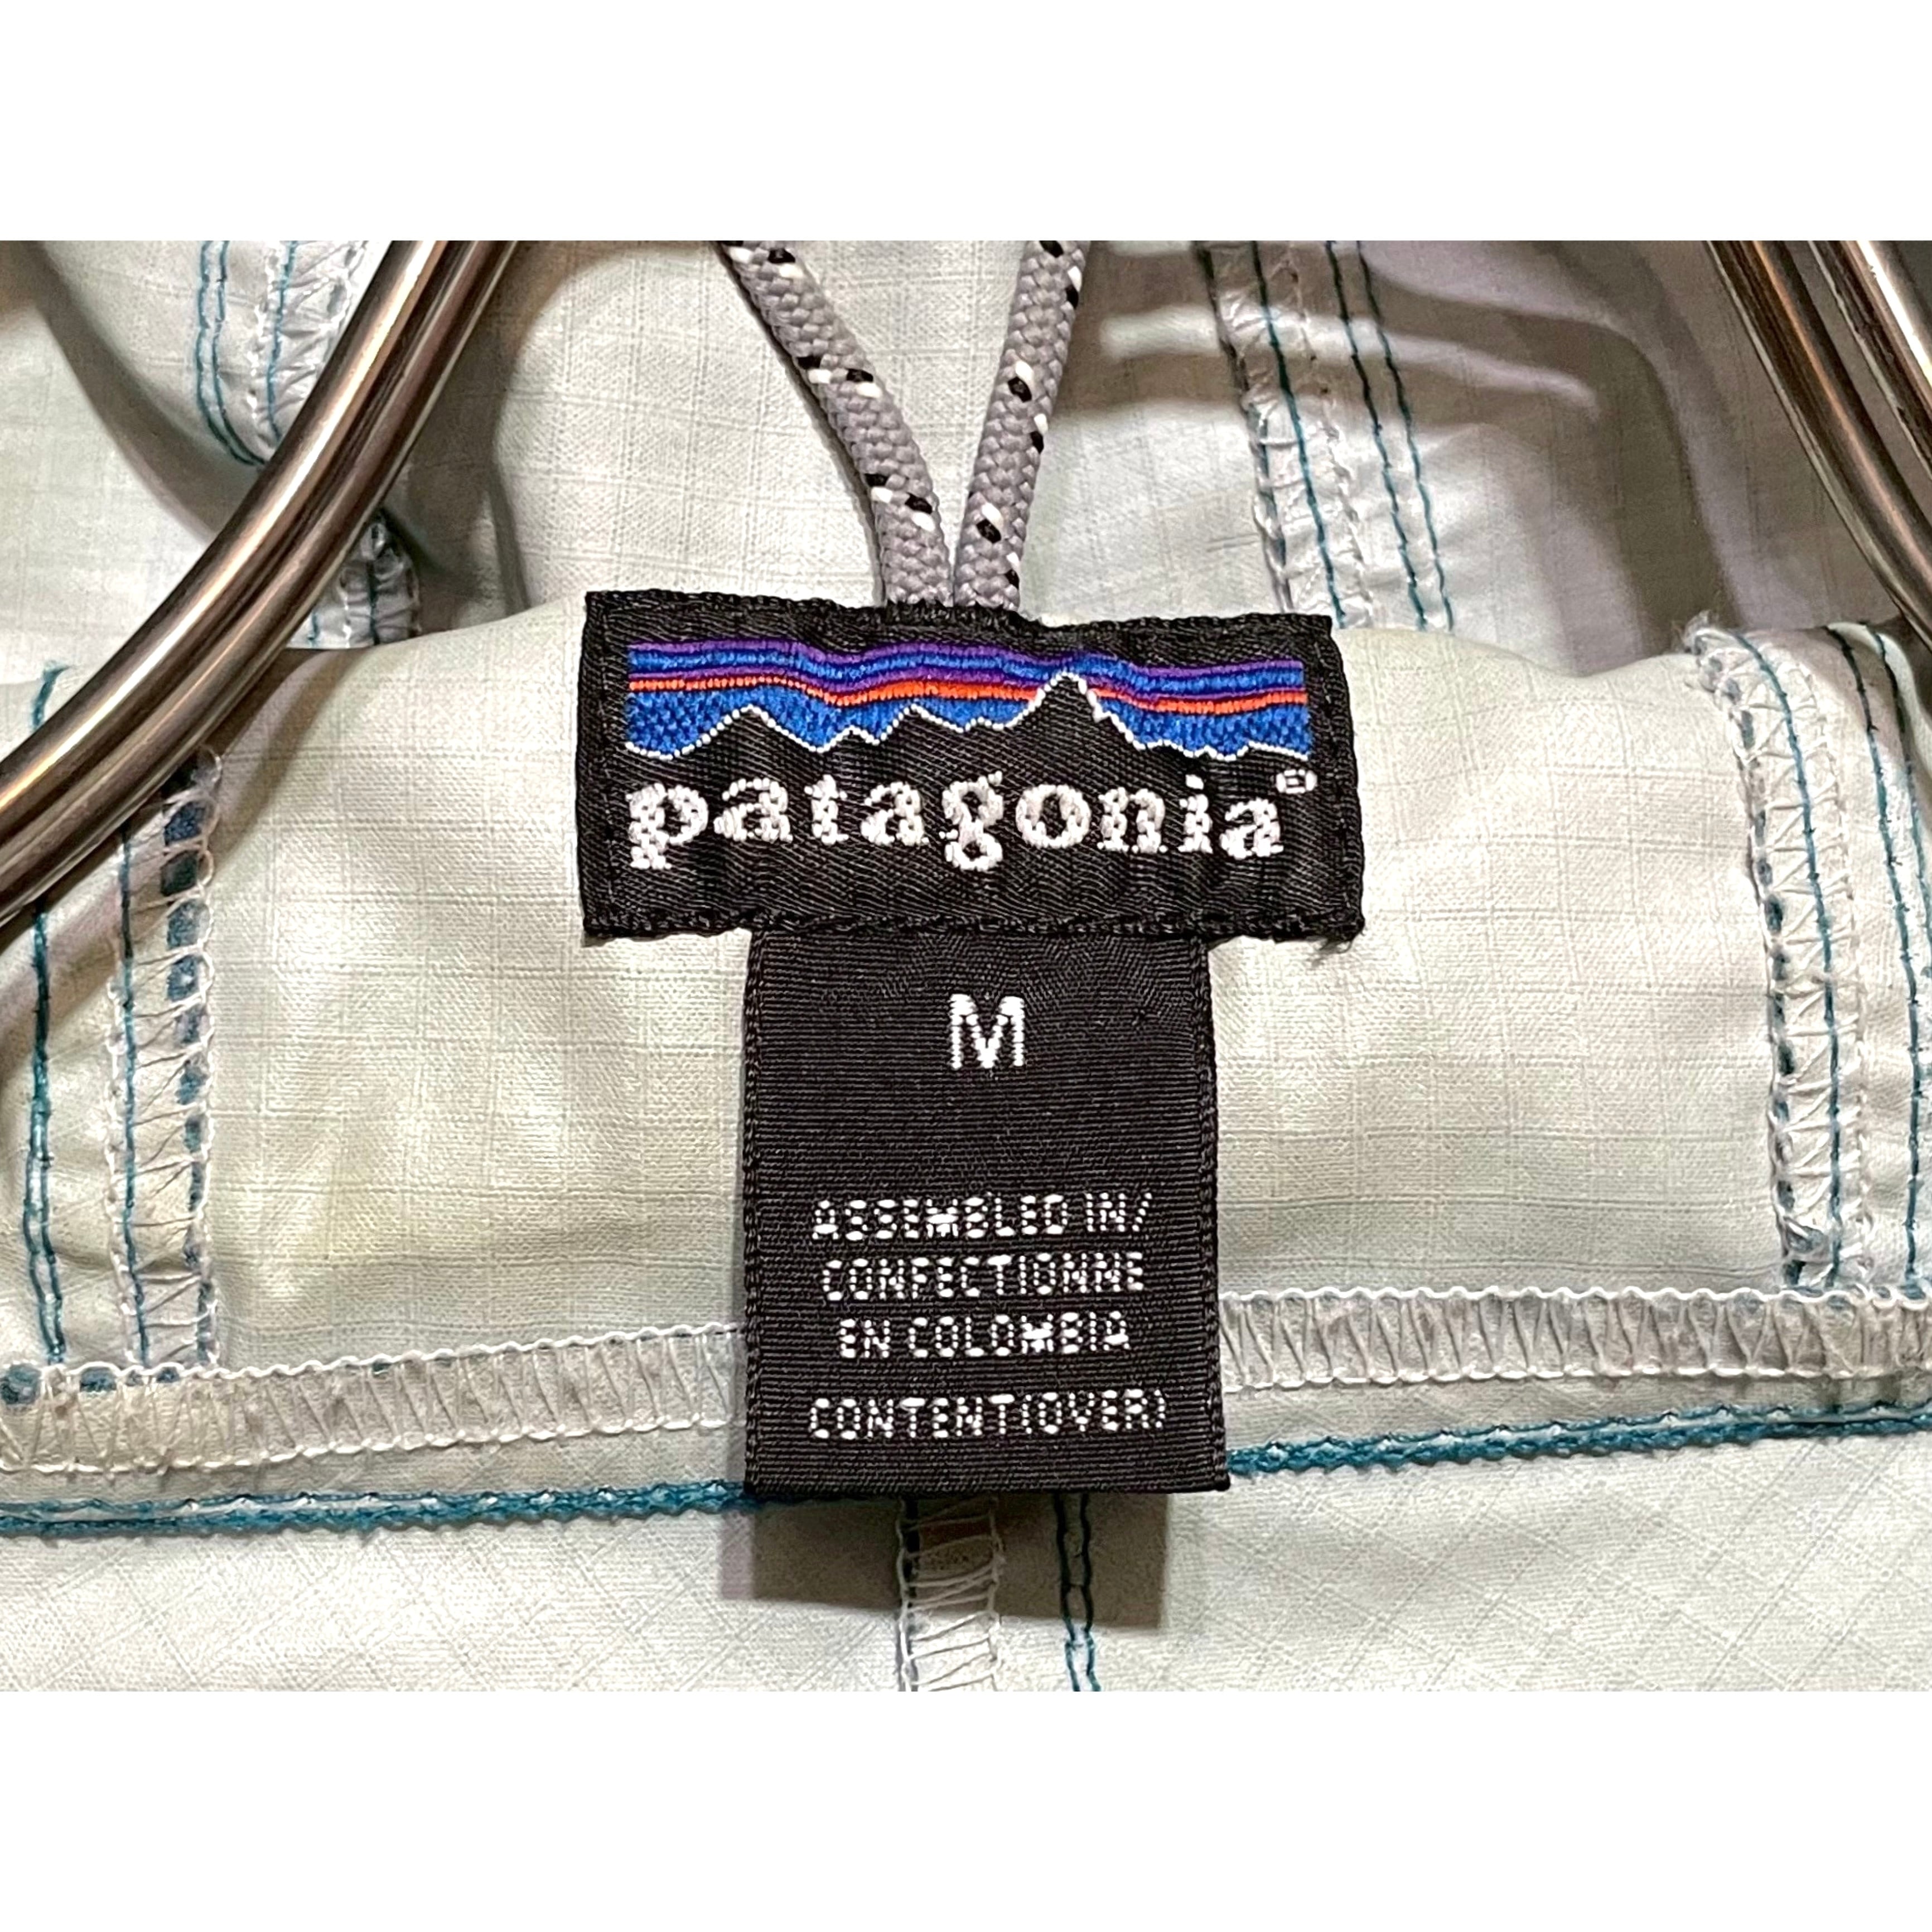 patagonia®
M
ASSEMBLED IN/
CONFECTIONNE
EN COLOMBIA
CONTENT(OVER)